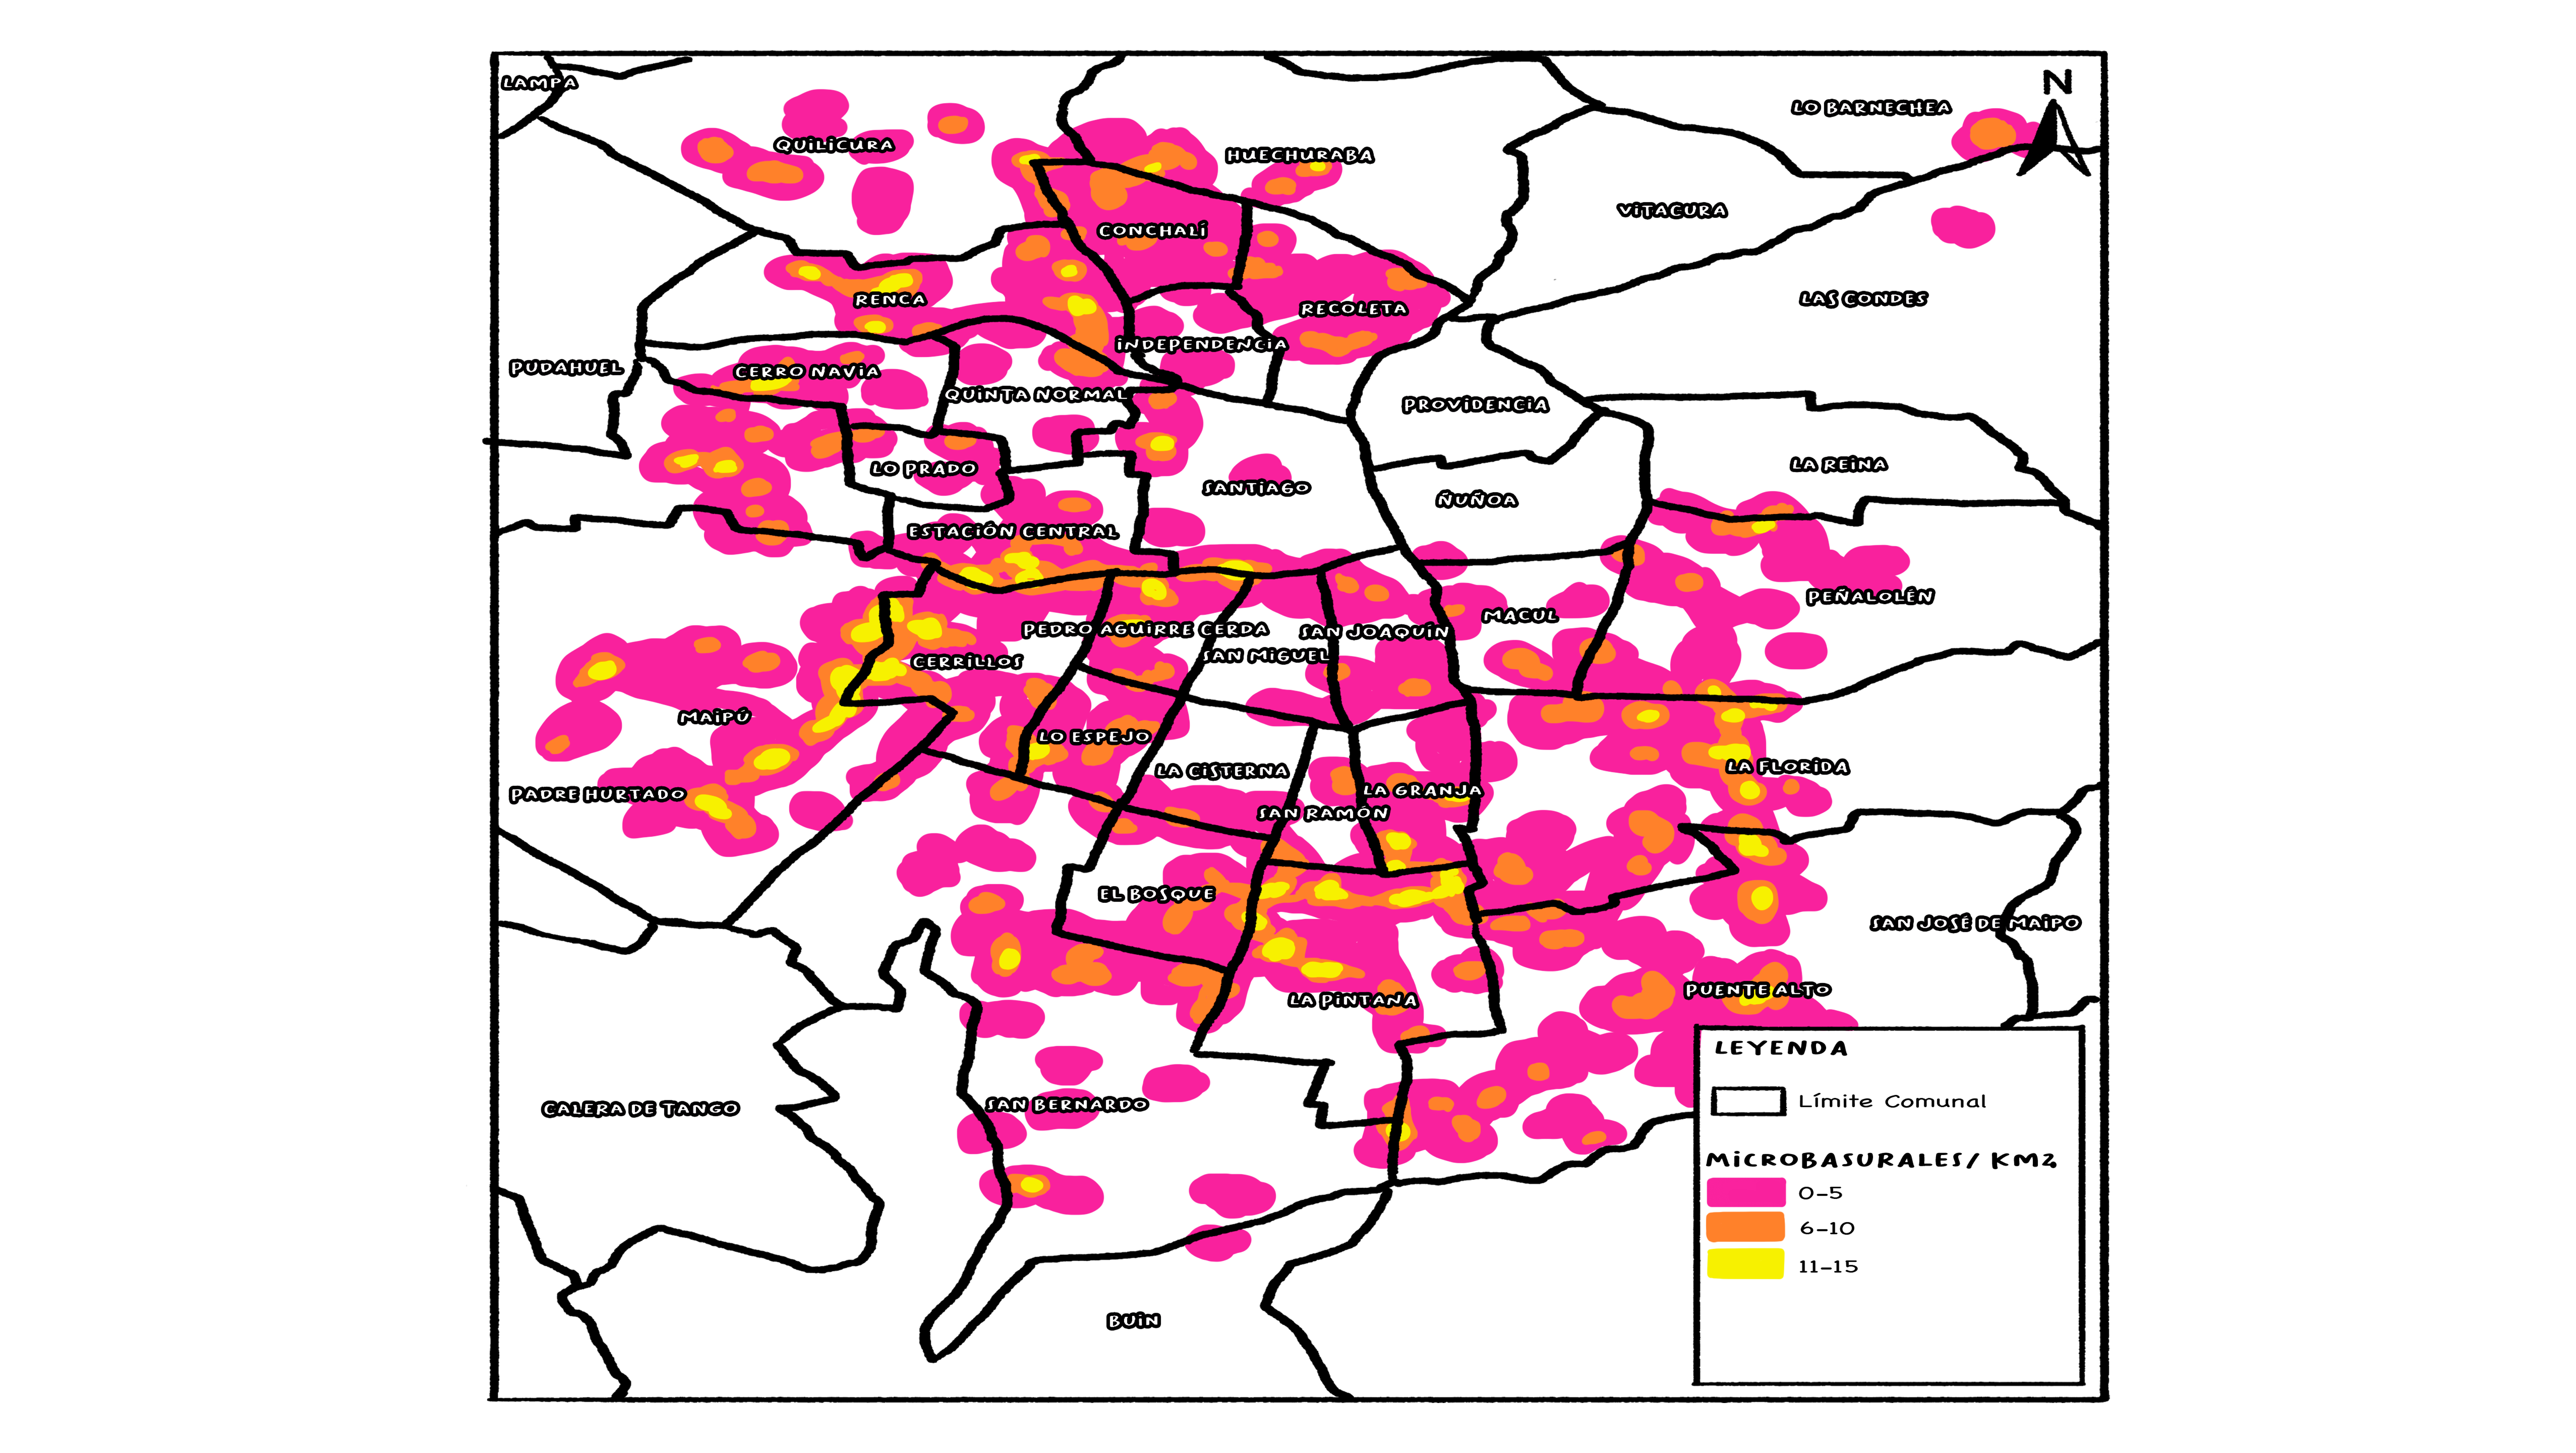 N
LAMPA
LO BARNECHEA
QUILICURA
HUECHURABA
VITACURA
CONCHALÍ
RENCA
LAS CONDES
RECOLETA
INDEPENDENCIA
PUDAHUEL
CERRO NAVIA
QUINTA NORMAL
PROVIDENCIA
LO PRADO
LA REINA
SANTIAGO
ÑUÑOA
ESTACIÓN CENTRAL
PEÑALOLÉN
MACUL
PEDRO AGUIRRE CERDA
SAN JOAQUÍN
SAN MIGUEL
CERRILLOS
MAIPÚ
LO ESPEJO
LA FLORIDA
LA CISTERNA
LA GRANJA
PADRE HURTADO
SAN RAMÓN
EL BOSQUE
SAN JOSÉ DE MAIPO
PUENTE ALTO
LA PINTANA
SAN BERNARDO
CALERA DE TANGO
BUIN
LEYENDA
Límite Comunal
MICROBASURALES/ KM2
0-5
6-10
11-15